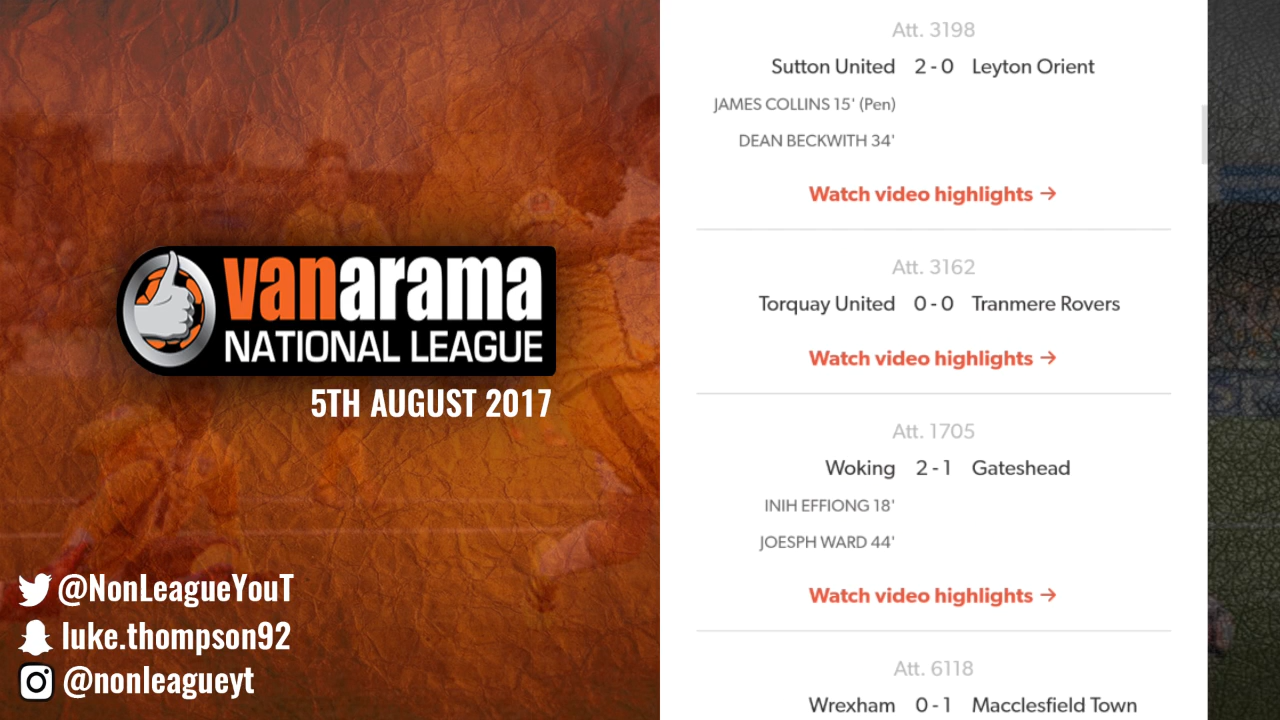 vanarama
NATIONAL LEAGUE
5TH AUGUST 2017
@NonLeagueYouT
luke.thompson92
@nonleagueyt
Att. 3198
Sutton United 2 - 0 Leyton Orient
JAMES COLLINS 15' (Pen)
DEAN BECKWITH 34'
Watch video highlights →
Att. 3162
Torquay United 0 - 0 Tranmere Rovers
Watch video highlights →
Att. 1705
Woking 2 - 1 Gateshead
INIH EFFIONG 18'
JOESPH WARD 44'
Watch video highlights →
Att. 6118
Wrexham 0 - 1 Macclesfield Town